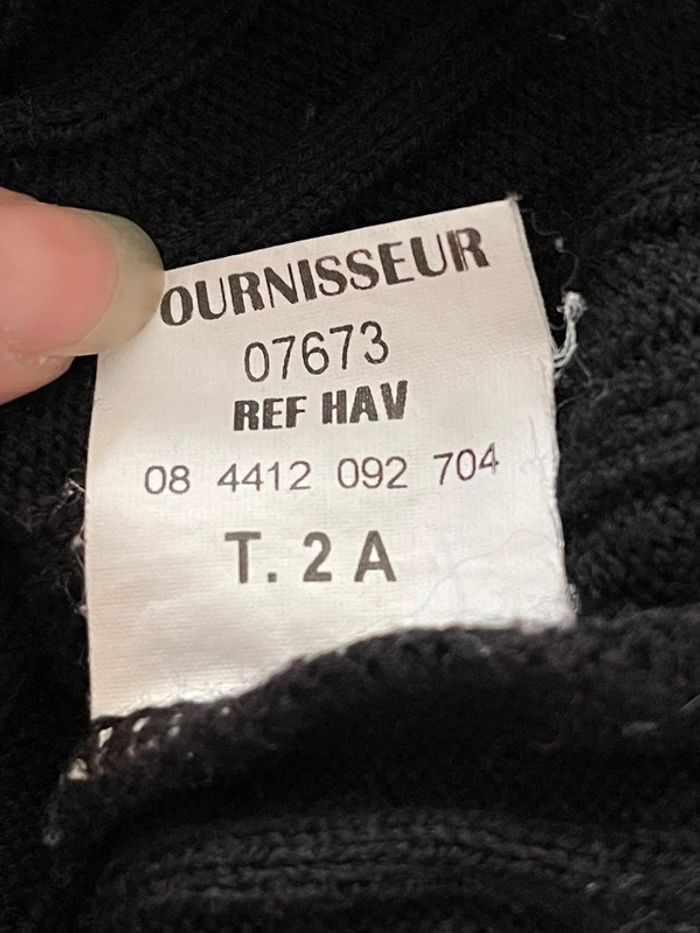 OURNISSEUR
07673
REF HAV
08 4412 092 704
T. 2 A